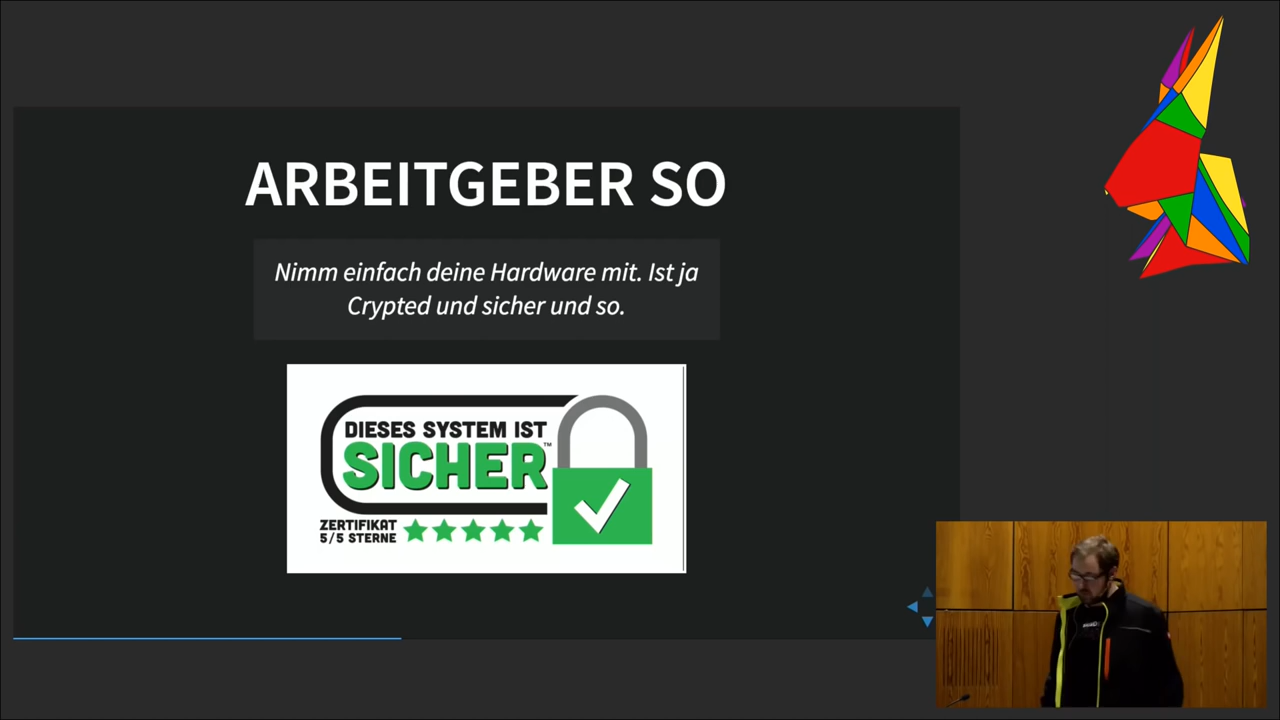 ARBEITGEBER SO
Nimm einfach deine Hardware mit. Ist ja
Crypted und sicher und so.
DIESES SYSTEM IST
SICHER™
ZERTIFIKAT
5/5 STERNE